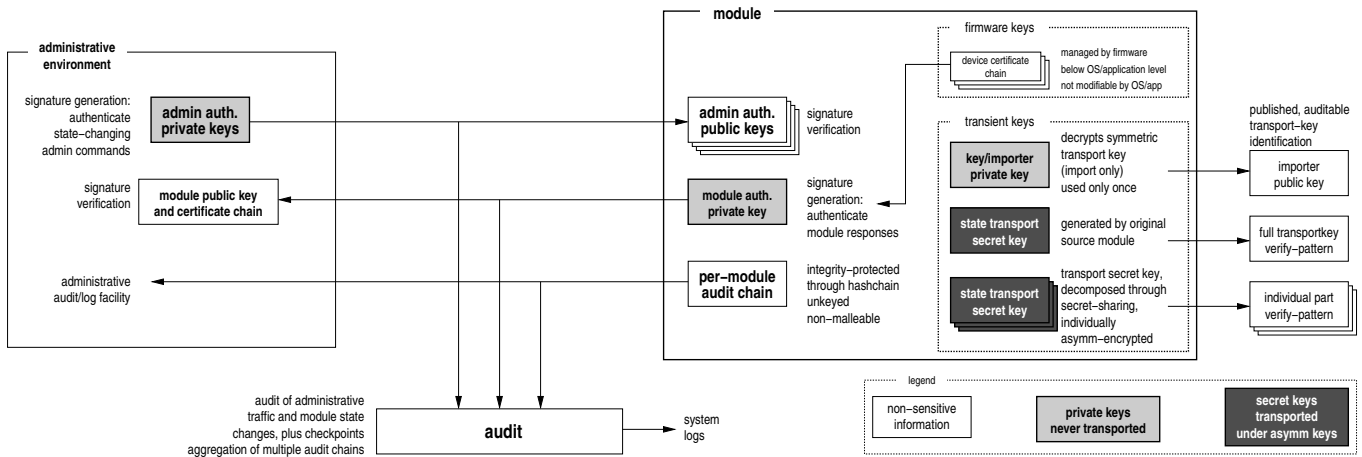 module
administrative
environment
signature generation:
authenticate
state−changing
admin commands
admin auth.
private keys
signature
verification
module public key
and certificate chain
administrative
audit/log facility
admin auth.
public keys
signature
verification
module auth.
private key
signature
generation:
authenticate
module responses
per−module
audit chain
integrity−protected
through hashchain
unkeyed
non−malleable
firmware keys
device certificate
chain
managed by firmware
below OS/application level
not modifiable by OS/app
transient keys
key/importer
private key
decrypts symmetric
transport key
(import only)
used only once
state transport
secret key
generated by original
source module
state transport
secret key
transport secret key,
decomposed through
secret−sharing,
individually
asymm−encrypted
published, auditable
transport−key
identification
importer
public key
full transportkey
verify−pattern
individual part
verify−pattern
audit of administrative
traffic and module state
changes, plus checkpoints
aggregation of multiple audit chains
audit
system
logs
legend
non−sensitive
information
private keys
never transported
secret keys
transported
under asymm keys